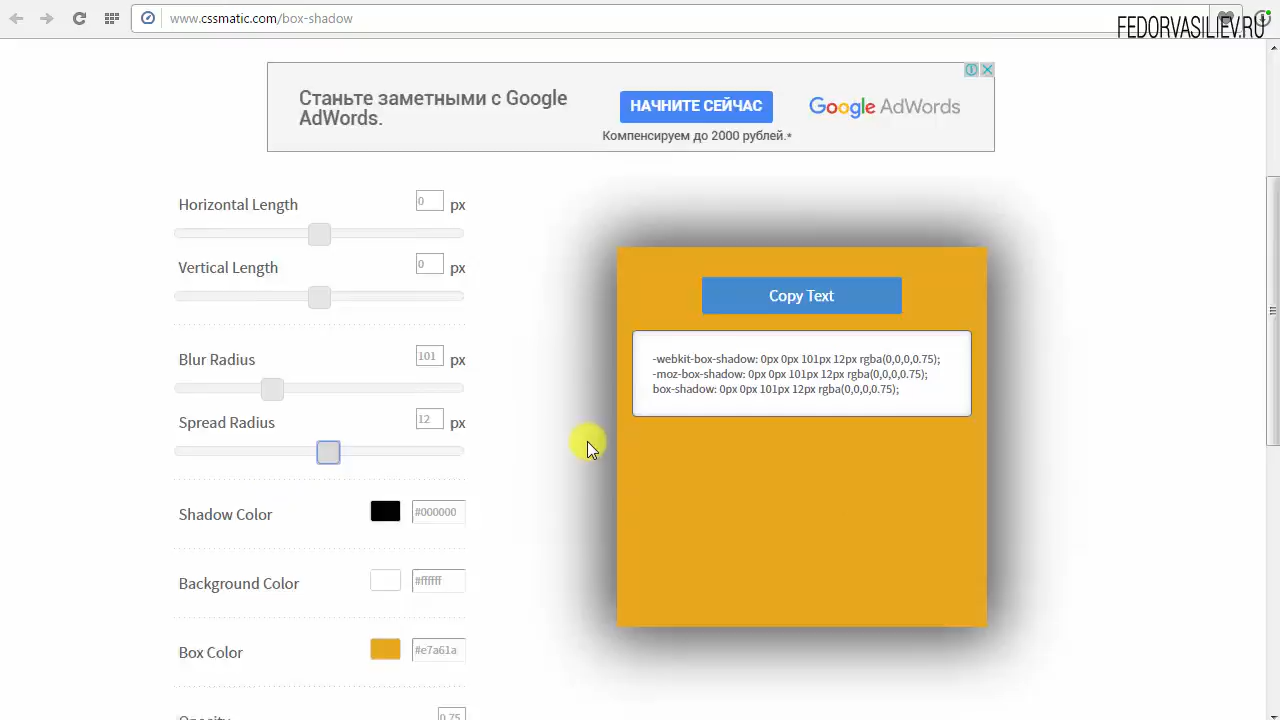 www.cssmatic.com/box-shadow
FEDORVASILIEV.RU
Станьте заметными с Google
AdWords.
НАЧНИТЕ СЕЙЧАС
Компенсируем до 2000 рублей.*
Google AdWords
Horizontal Length 0 px
Vertical Length 0 px
Blur Radius 101 px
Spread Radius 12 px
Shadow Color #000000
Background Color #ffffff
Box Color #e7a61a
Opacity 0.75
Copy Text
-webkit-box-shadow: 0px 0px 101px 12px rgba(0,0,0,0.75);
-moz-box-shadow: 0px 0px 101px 12px rgba(0,0,0,0.75);
box-shadow: 0px 0px 101px 12px rgba(0,0,0,0.75);